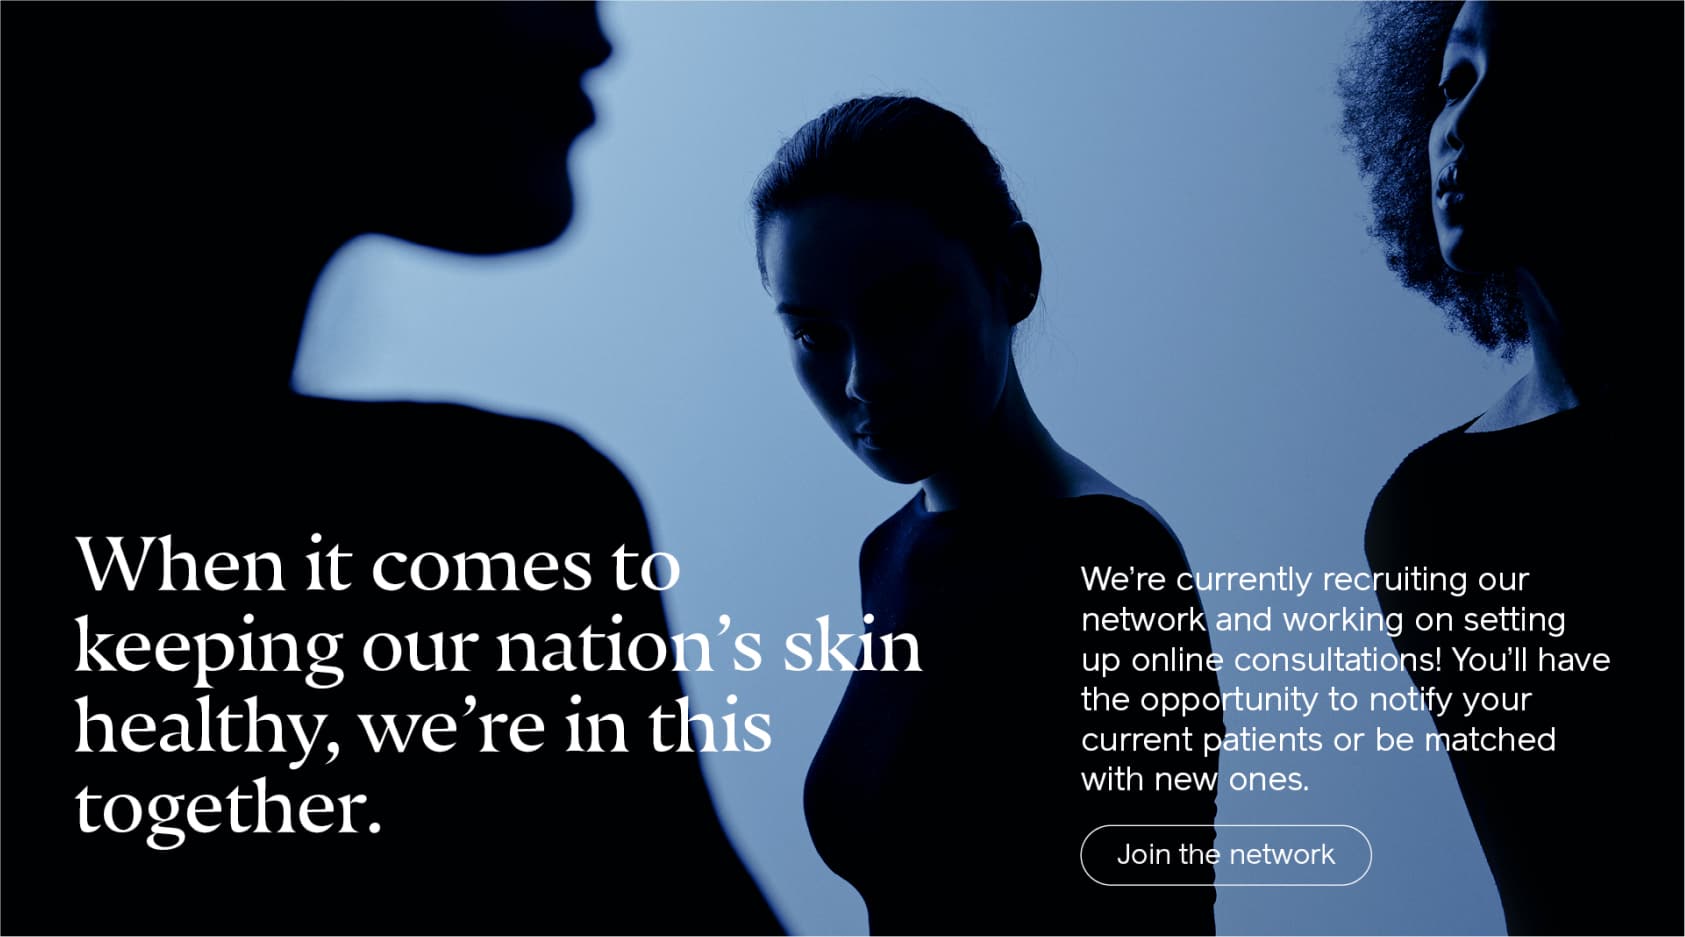 When it comes to
keeping our nation’s skin
healthy, we’re in this
together.
We’re currently recruiting our
network and working on setting
up online consultations! You’ll have
the opportunity to notify your
current patients or be matched
with new ones.
Join the network